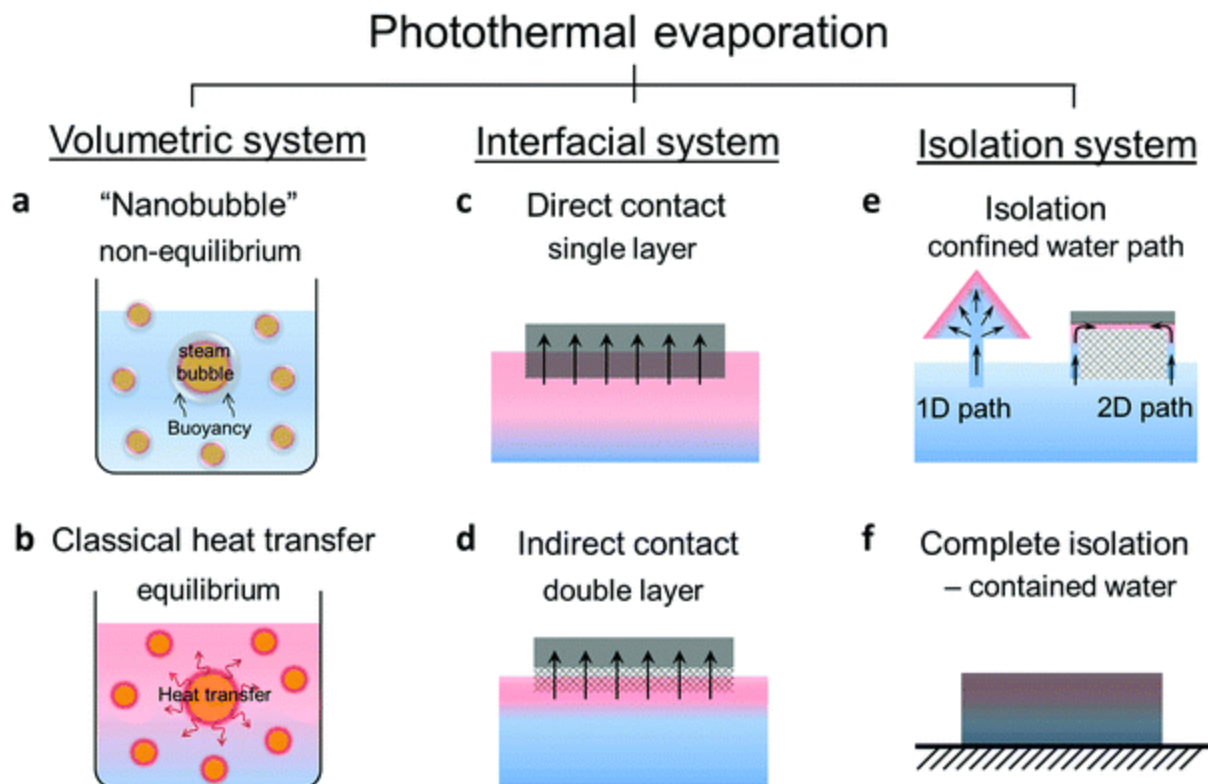 Photothermal evaporation
Volumetric system
Interfacial system
Isolation system
a
“Nanobubble”
non-equilibrium
steam
bubble
Buoyancy
c
Direct contact
single layer
e
Isolation
confined water path
1D path
2D path
b
Classical heat transfer
equilibrium
Heat transfer
d
Indirect contact
double layer
f
Complete isolation
– contained water